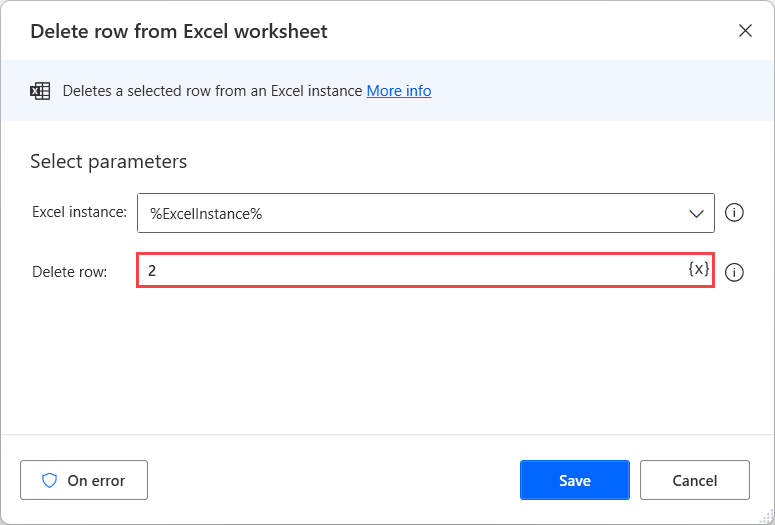 Delete row from Excel worksheet
Deletes a selected row from an Excel instance More info
Select parameters
Excel instance: %ExcelInstance%
Delete row: 2 {x}
On error Save Cancel